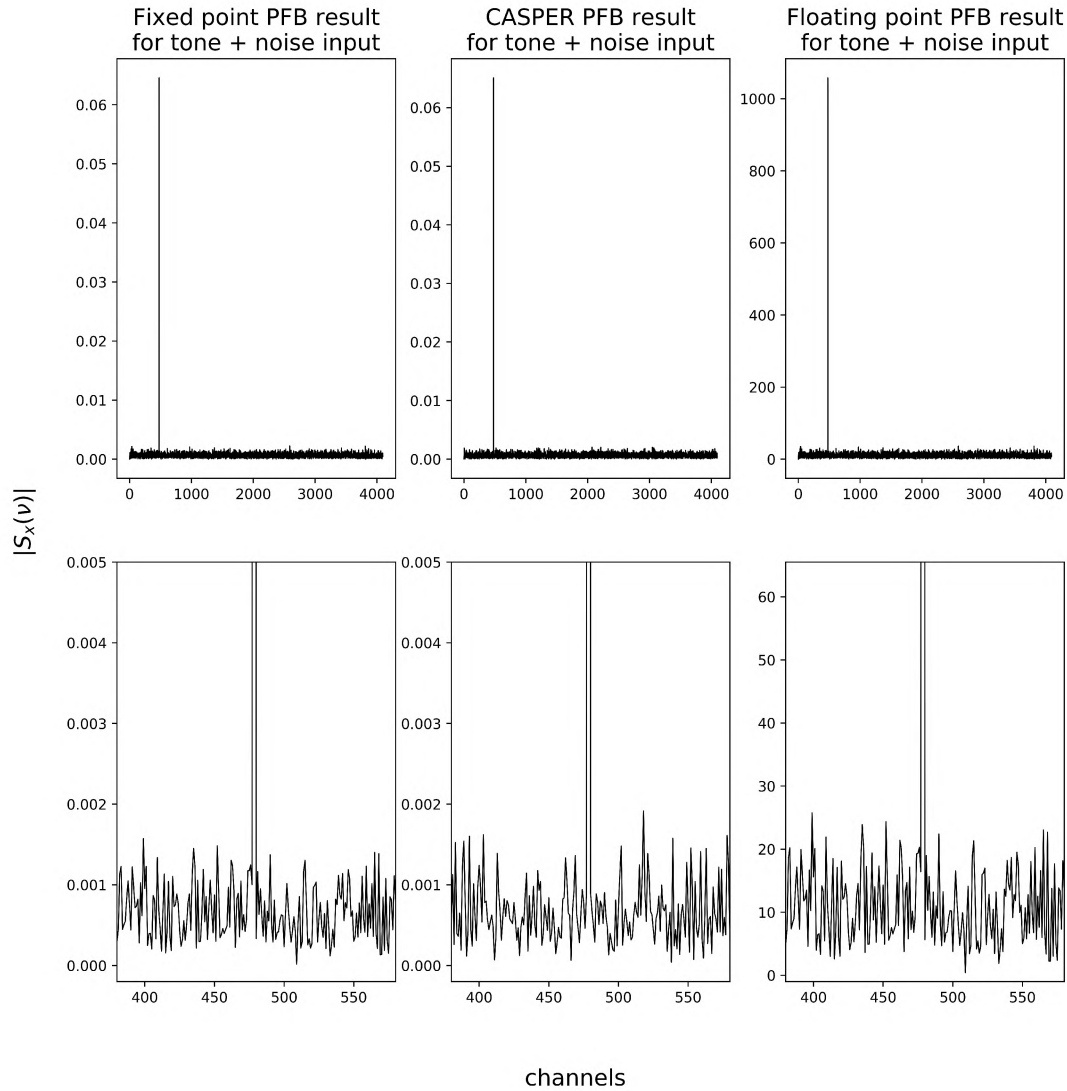 Fixed point PFB result
for tone + noise input
CASPER PFB result
for tone + noise input
Floating point PFB result
for tone + noise input
0.06
0.05
0.04
0.03
0.02
0.01
0.00
0 1000 2000 3000 4000
0.06
0.05
0.04
0.03
0.02
0.01
0.00
0 1000 2000 3000 4000
1000
800
600
400
200
0
0 1000 2000 3000 4000
|Sₓ(ν)|
0.005
0.004
0.003
0.002
0.001
0.000
400 450 500 550
0.005
0.004
0.003
0.002
0.001
0.000
400 450 500 550
60
50
40
30
20
10
0
400 450 500 550
channels